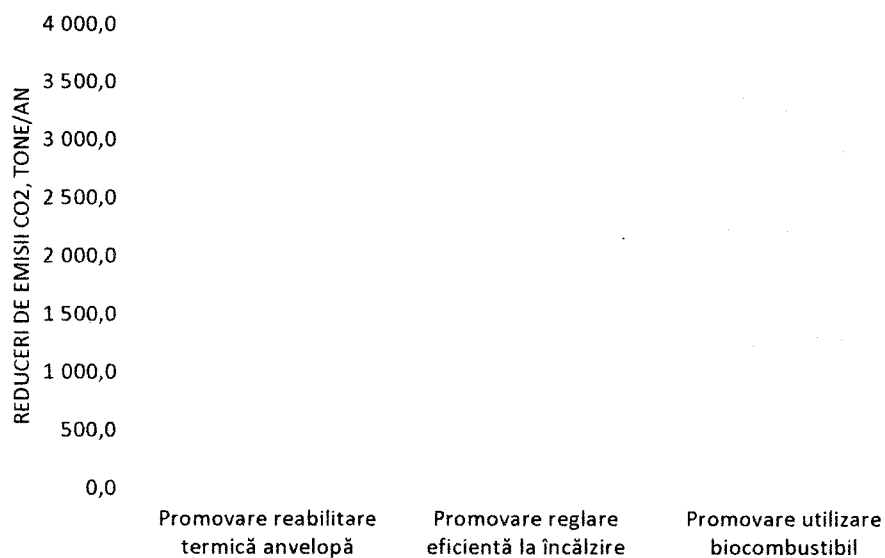 4 000,0
3 500,0
3 000,0
2 500,0
2 000,0
1 500,0
1 000,0
500,0
0,0
REDUCERI DE EMISII CO2, TONE/AN
Promovare reabilitare
termică anvelopă
Promovare reglare
eficientă la încălzire
Promovare utilizare
biocombustibil